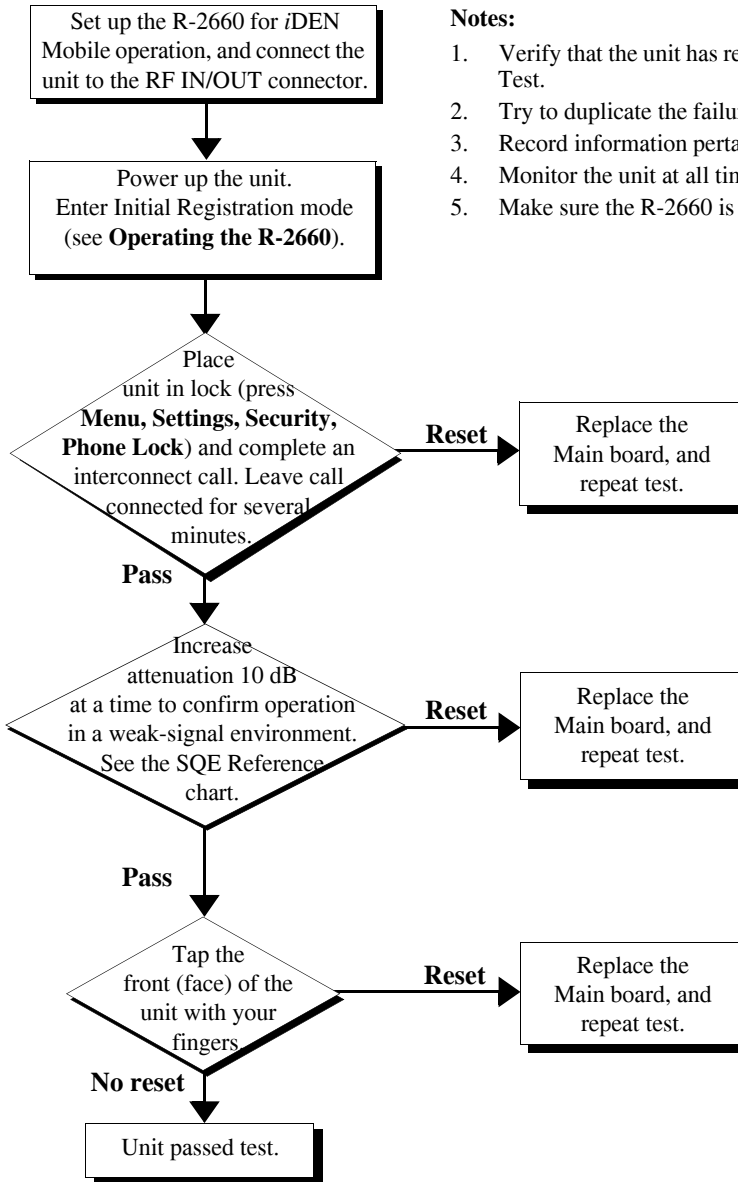 Set up the R-2660 for iDEN
Mobile operation, and connect the
unit to the RF IN/OUT connector.
Power up the unit.
Enter Initial Registration mode
(see Operating the R-2660).
Notes:
1. Verify that the unit has
Test.
2. Try to duplicate the
3. Record information
4. Monitor the unit at all
5. Make sure the R-2660 is
Place
unit in lock (press
Menu, Settings, Security,
Phone Lock) and complete an
interconnect call. Leave call
connected for several
minutes.
Reset
Replace the
Main board, and
repeat test.
Pass
Increase
attenuation 10 dB
at a time to confirm operation
in a weak-signal environment.
See the SQE Reference
chart.
Reset
Replace the
Main board, and
repeat test.
Pass
Tap the
front (face) of the
unit with your
fingers.
Reset
Replace the
Main board, and
repeat test.
No reset
Unit passed test.